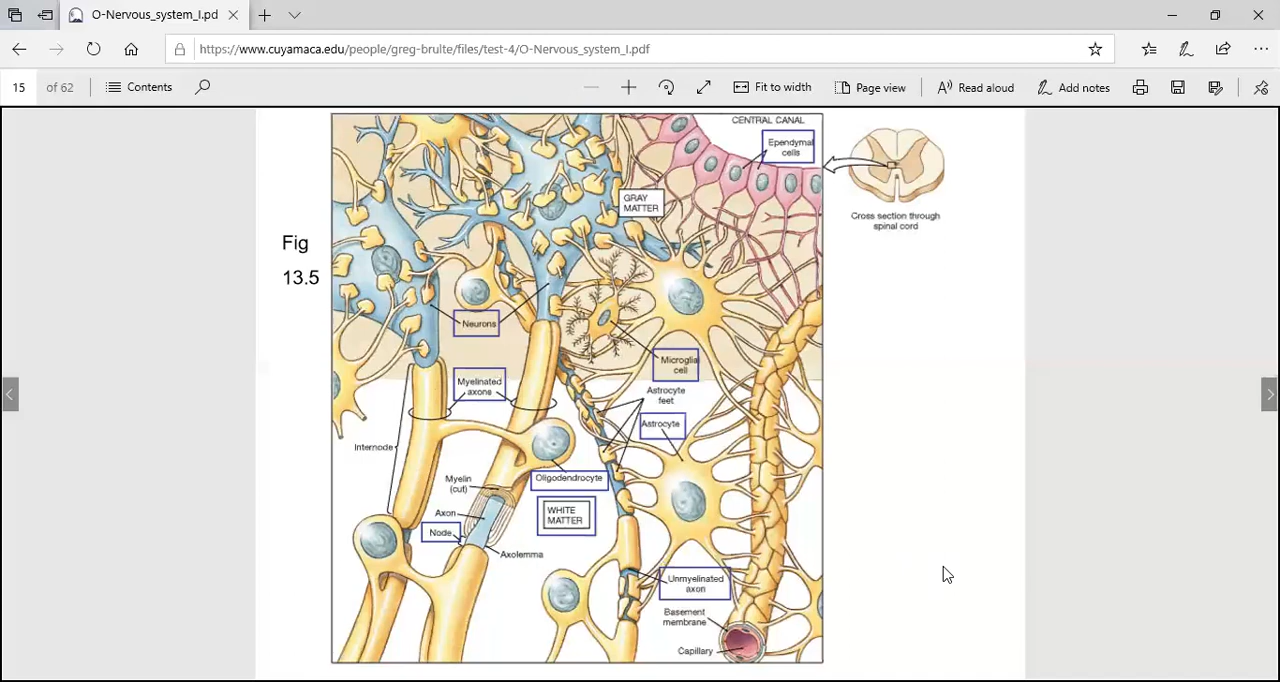 O-Nervous_system_I.pd
https://www.cuyamaca.edu/people/greg-brulte/files/test-4/O-Nervous_system_I.pdf
15 of 62 Contents Fit to width Page view Read aloud Add notes
CENTRAL CANAL
Ependymal
cells
GRAY
MATTER
Cross section through
spinal cord
Fig
13.5
Neurons
Microglia
cell
Myelinated
axone
Astrocyte
feet
Astrocyte
Internode
Myelin
(cut)
Oligodendrocyte
WHITE
MATTER
Axon
Node
Axolemma
Unmyelinated
axon
Basement
membrane
Capillary